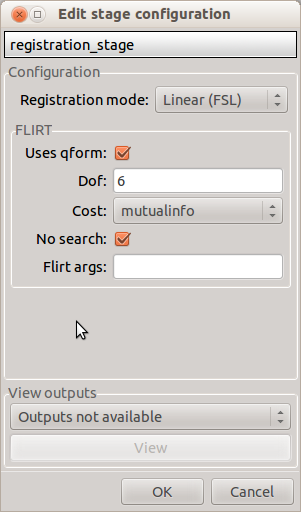 Edit stage configuration
registration_stage
Configuration
Registration mode: Linear (FSL)
FLIRT
Uses qform:
Dof: 6
Cost: mutualinfo
No search:
Flirt args:
View outputs
Outputs not available
View
OK Cancel